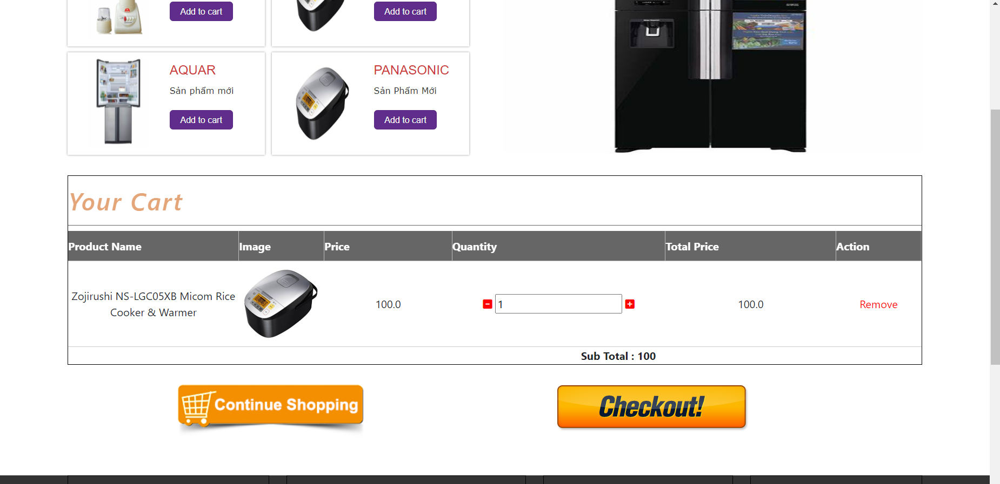 Add to cart
Add to cart
AQUAR
Sản phẩm mới
Add to cart
PANASONIC
Sản Phẩm Mới
Add to cart
Your Cart
Product Name Image Price Quantity Total Price Action
Zojirushi NS-LGC05XB Micom Rice
Cooker & Warmer
100.0
1
100.0
Remove
Sub Total : 100
Continue Shopping
Checkout!